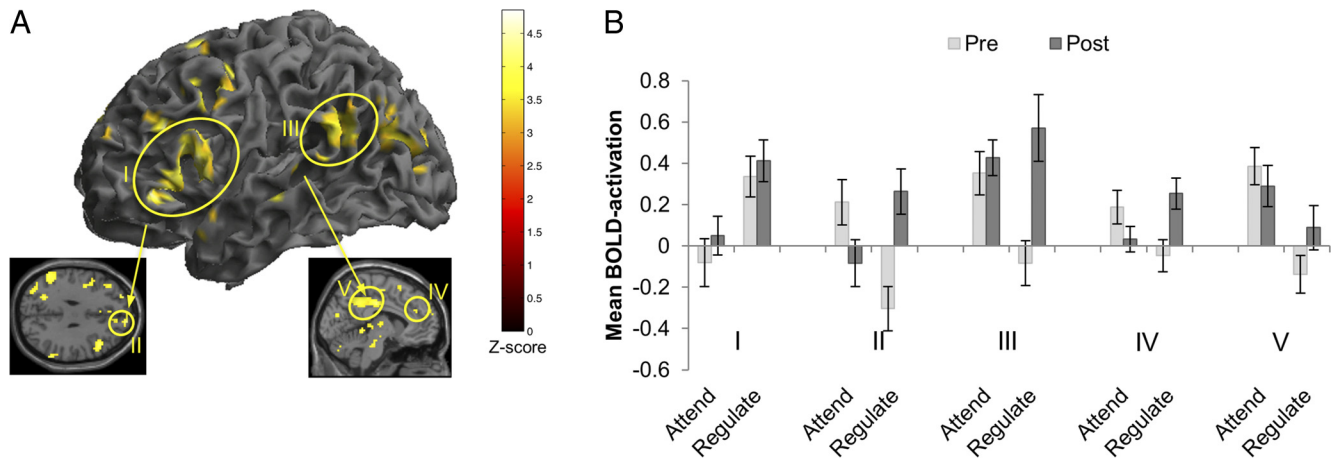 A
B
I
II
III
IV
V
4.5
4
3.5
3
2.5
2
1.5
1
0.5
0
Z-score
Pre
Post
Mean BOLD-activation
0.8
0.6
0.4
0.2
0
-0.2
-0.4
-0.6
I
II
III
IV
V
Attend
Regulate
Attend
Regulate
Attend
Regulate
Attend
Regulate
Attend
Regulate